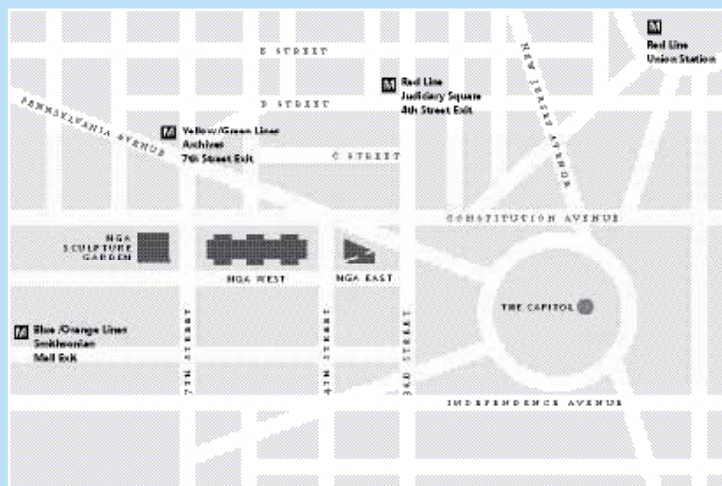 E STREET
M
Red Line
Union Station
NEW JERSEY AVENUE
M Red Line
Judiciary Square
4th Street Exit
D STREET
PENNSYLVANIA AVENUE
M Yellow/Green Lines
Archives
7th Street Exit
C STREET
CONSTITUTION AVENUE
NGA
SCULPTURE
GARDEN
NGA WEST
NGA EAST
THE CAPITOL
M Blue/Orange Lines
Smithsonian
Mall Exit
7TH STREET
4TH STREET
3RD STREET
INDEPENDENCE AVENUE